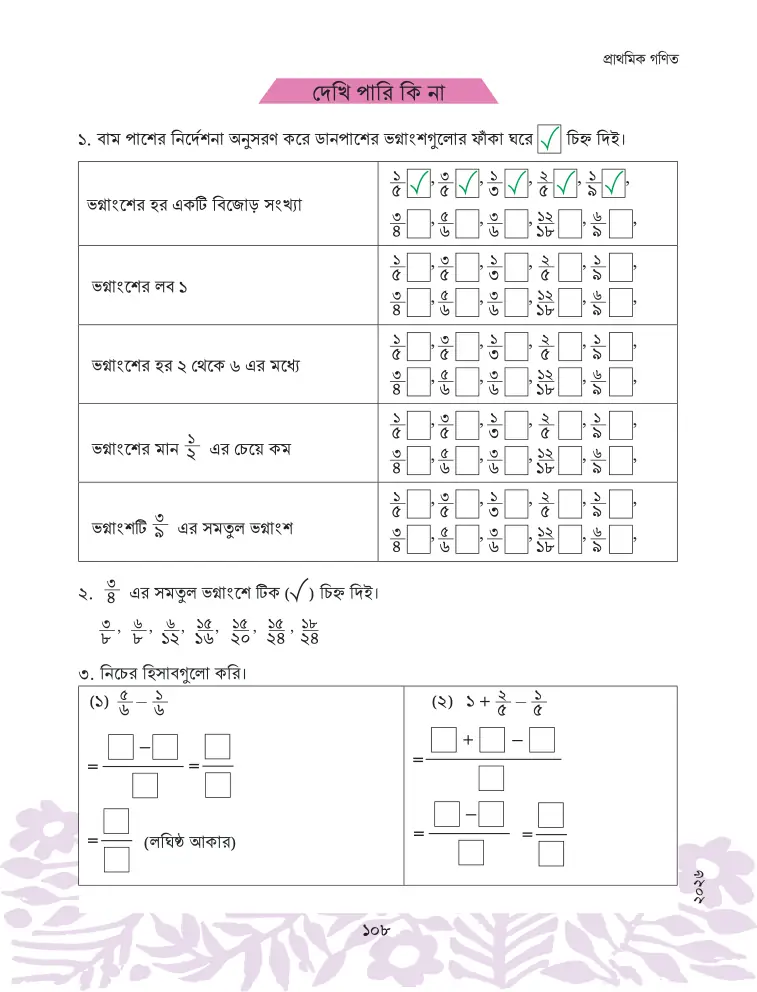 প্রাথমিক গণিত
দেখি পারি কি না
১. বাম পাশের নির্দেশনা অনুসরণ করে ডানপাশের ভগ্নাংশগুলোর ফাঁকা ঘরে ✓ চিহ্ন দিই।
ভগ্নাংশের হর একটি বিজোড় সংখ্যা
১/৫ ✓, ৩/৫ ✓, ১/৩ ✓, ২/৫ ✓, ১/৯ ✓,
৩/৪ □, ৫/৬ □, ৩/৬ □, ১২/১৮ □, ৬/৯ □,
ভগ্নাংশের লব ১
১/৫ □, ৩/৫ □, ১/৩ □, ২/৫ □, ১/৯ □,
৩/৪ □, ৫/৬ □, ৩/৬ □, ১২/১৮ □, ৬/৯ □,
ভগ্নাংশের হর ২ থেকে ৬ এর মধ্যে
১/৫ □, ৩/৫ □, ১/৩ □, ২/৫ □, ১/৯ □,
৩/৪ □, ৫/৬ □, ৩/৬ □, ১২/১৮ □, ৬/৯ □,
ভগ্নাংশের মান ১/২ এর চেয়ে কম
১/৫ □, ৩/৫ □, ১/৩ □, ২/৫ □, ১/৯ □,
৩/৪ □, ৫/৬ □, ৩/৬ □, ১২/১৮ □, ৬/৯ □,
ভগ্নাংশটি ৩/৯ এর সমতুল ভগ্নাংশ
১/৫ □, ৩/৫ □, ১/৩ □, ২/৫ □, ১/৯ □,
৩/৪ □, ৫/৬ □, ৩/৬ □, ১২/১৮ □, ৬/৯ □,
২. ৩/৪ এর সমতুল ভগ্নাংশে টিক (✓) চিহ্ন দিই।
৩/৮, ৬/৮, ৬/১২, ১৫/১৬, ১৫/২০, ১৫/২৪, ১৮/২৪
৩. নিচের হিসাবগুলো করি।
(১) ৫/৬ − ১/৬
= □ − □ / □ = □/□
= □/□ (লঘিষ্ঠ আকার)
(২) ১ + ২/৫ − ১/৫
= □ + □ − □ / □
= □ − □ / □ = □/□
২০২৬
১০৮